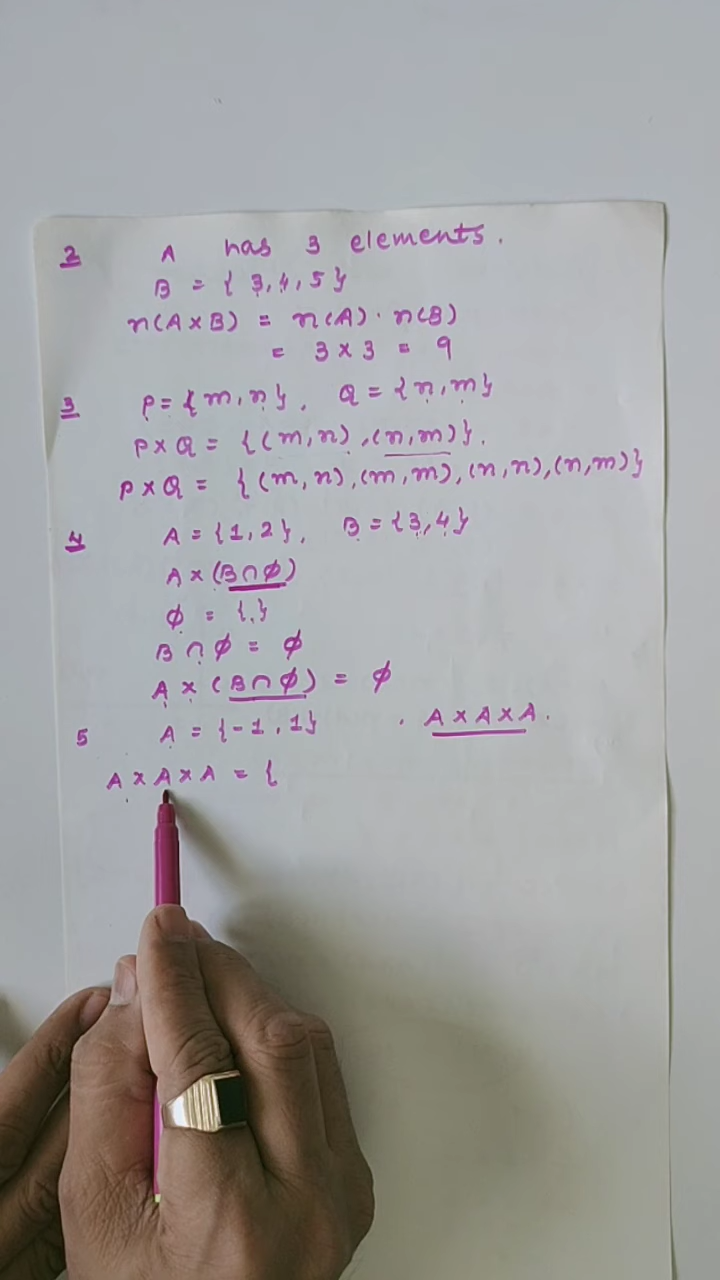 2 A has 3 elements.
B = { 3, 4, 5 }
n(A × B) = n(A) · n(B)
= 3 × 3 = 9
3 P = {m, n}, Q = {n, m}
P × Q = {(m, n), (n, m)}.
P × Q = {(m, n), (m, m), (n, n), (n, m)}
4 A = {1, 2}, B = {3, 4}
A × (B ∩ ϕ)
ϕ = {.}
B ∩ ϕ = ϕ
A × (B ∩ ϕ) = ϕ
5 A = {-1, 1} . A × A × A.
A × A × A = {